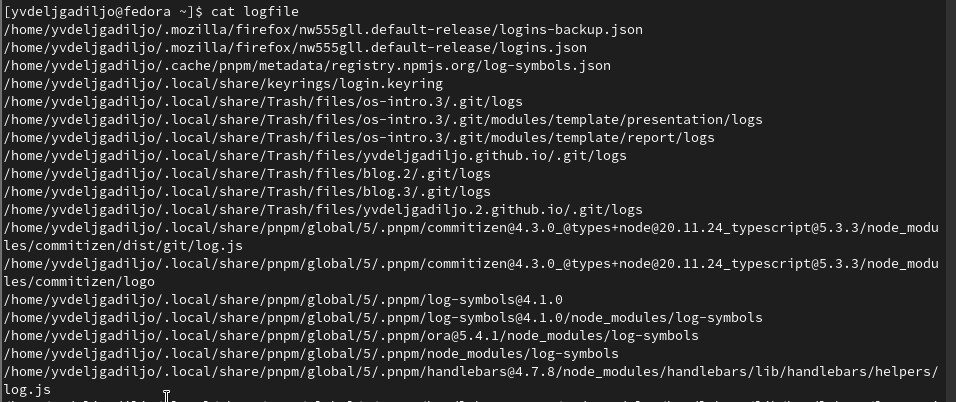 [yvdeljgadiljo@fedora ~]$ cat logfile
/home/yvdeljgadiljo/.mozilla/firefox/nw555gll.default-release/logins-backup.json
/home/yvdeljgadiljo/.mozilla/firefox/nw555gll.default-release/logins.json
/home/yvdeljgadiljo/.cache/pnpm/metadata/registry.npmjs.org/log-symbols.json
/home/yvdeljgadiljo/.local/share/keyrings/login.keyring
/home/yvdeljgadiljo/.local/share/Trash/files/os-intro.3/.git/logs
/home/yvdeljgadiljo/.local/share/Trash/files/os-intro.3/.git/modules/template/presentation/logs
/home/yvdeljgadiljo/.local/share/Trash/files/os-intro.3/.git/modules/template/report/logs
/home/yvdeljgadiljo/.local/share/Trash/files/yvdeljgadiljo.github.io/.git/logs
/home/yvdeljgadiljo/.local/share/Trash/files/blog.2/.git/logs
/home/yvdeljgadiljo/.local/share/Trash/files/blog.3/.git/logs
/home/yvdeljgadiljo/.local/share/Trash/files/yvdeljgadiljo.2.github.io/.git/logs
/home/yvdeljgadiljo/.local/share/pnpm/global/5/.pnpm/commitizen@4.3.0_@types+node@20.11.24_typescript@5.3.3/node_modu
les/commitizen/dist/git/log.js
/home/yvdeljgadiljo/.local/share/pnpm/global/5/.pnpm/commitizen@4.3.0_@types+node@20.11.24_typescript@5.3.3/node_modu
les/commitizen/logo
/home/yvdeljgadiljo/.local/share/pnpm/global/5/.pnpm/log-symbols@4.1.0
/home/yvdeljgadiljo/.local/share/pnpm/global/5/.pnpm/log-symbols@4.1.0/node_modules/log-symbols
/home/yvdeljgadiljo/.local/share/pnpm/global/5/.pnpm/ora@5.4.1/node_modules/log-symbols
/home/yvdeljgadiljo/.local/share/pnpm/global/5/.pnpm/node_modules/log-symbols
/home/yvdeljgadiljo/.local/share/pnpm/global/5/.pnpm/handlebars@4.7.8/node_modules/handlebars/lib/handlebars/helpers/
log.js